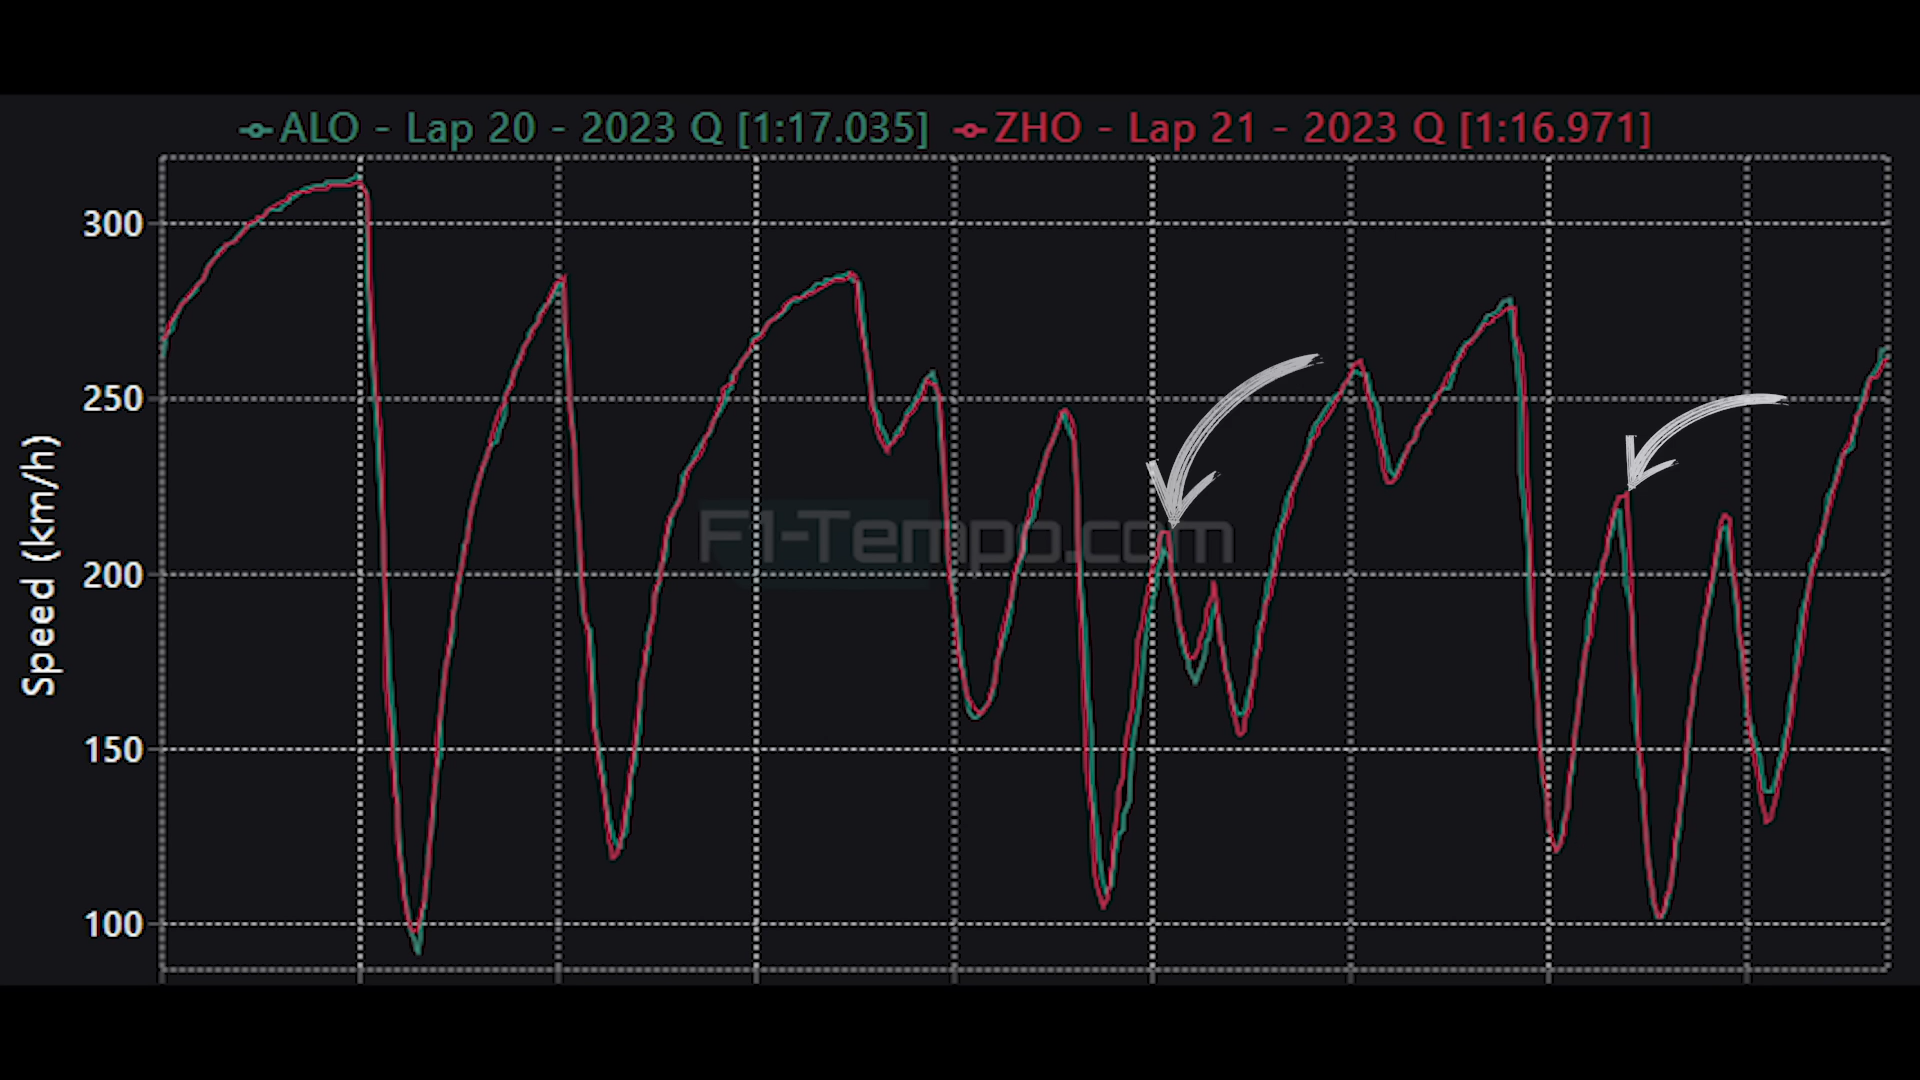 ALO - Lap 20 - 2023 Q [1:17.035] ZHO - Lap 21 - 2023 Q [1:16.971]
300
250
200
150
100
Speed (km/h)
F1-Tempo.com